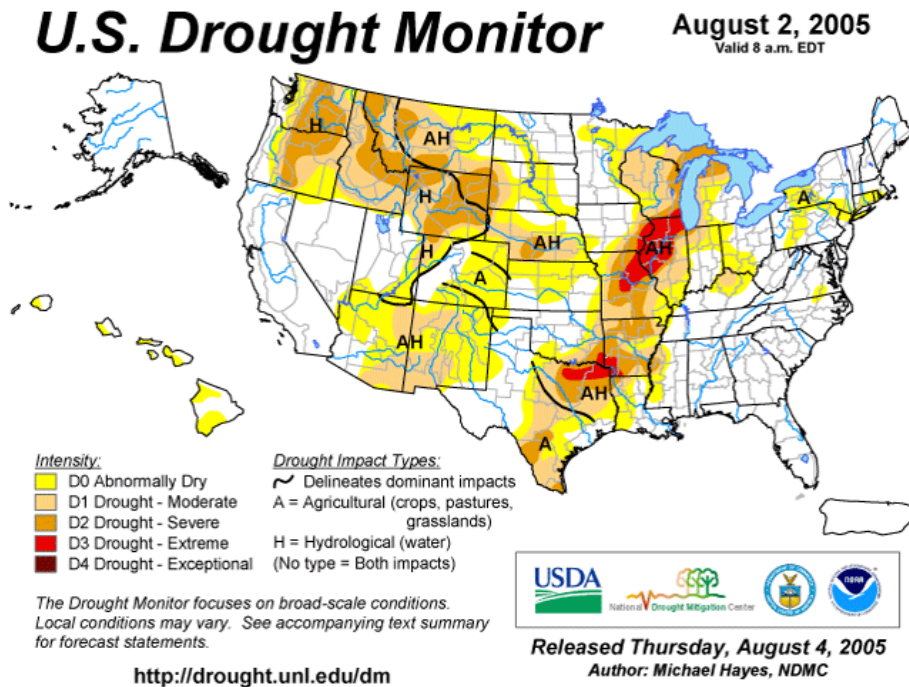 U.S. Drought Monitor
August 2, 2005
Valid 8 a.m. EDT
H
AH
H
H
AH
A
AH
AH
A
AH
A
Intensity:
D0 Abnormally Dry
D1 Drought - Moderate
D2 Drought - Severe
D3 Drought - Extreme
D4 Drought - Exceptional
Drought Impact Types:
Delineates dominant impacts
A = Agricultural (crops, pastures,
grasslands)
H = Hydrological (water)
(No type = Both impacts)
The Drought Monitor focuses on broad-scale conditions.
Local conditions may vary. See accompanying text summary
for forecast statements.
http://drought.unl.edu/dm
USDA
National Drought Mitigation Center
NOAA
Released Thursday, August 4, 2005
Author: Michael Hayes, NDMC